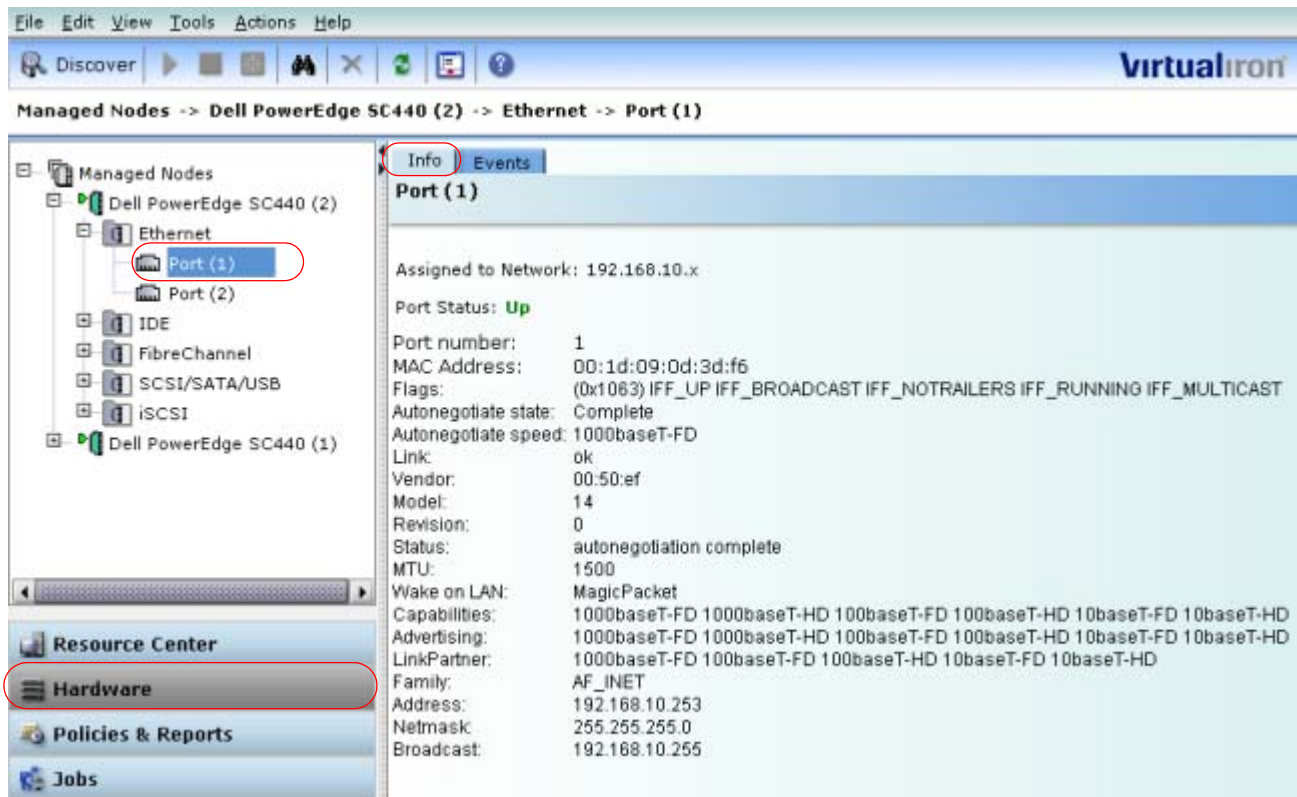 File Edit View Tools Actions Help
Discover
Virtualiron
Managed Nodes -> Dell PowerEdge SC440 (2) -> Ethernet -> Port (1)
Managed Nodes
Dell PowerEdge SC440 (2)
Ethernet
Port (1)
Port (2)
IDE
FibreChannel
SCSI/SATA/USB
iSCSI
Dell PowerEdge SC440 (1)
Resource Center
Hardware
Policies & Reports
Jobs
Info Events
Port (1)
Assigned to Network: 192.168.10.x
Port Status: Up
Port number: 1
MAC Address: 00:1d:09:0d:3d:f6
Flags: (0x1063) IFF_UP IFF_BROADCAST IFF_NOTRAILERS IFF_RUNNING IFF_MULTICAST
Autonegotiate state: Complete
Autonegotiate speed: 1000baseT-FD
Link: ok
Vendor: 00:50:ef
Model: 14
Revision: 0
Status: autonegotiation complete
MTU: 1500
Wake on LAN: MagicPacket
Capabilities: 1000baseT-FD 1000baseT-HD 100baseT-FD 100baseT-HD 10baseT-FD 10baseT-HD
Advertising: 1000baseT-FD 1000baseT-HD 100baseT-FD 100baseT-HD 10baseT-FD 10baseT-HD
LinkPartner: 1000baseT-FD 100baseT-FD 100baseT-HD 10baseT-FD 10baseT-HD
Family: AF_INET
Address: 192.168.10.253
Netmask: 255.255.255.0
Broadcast: 192.168.10.255